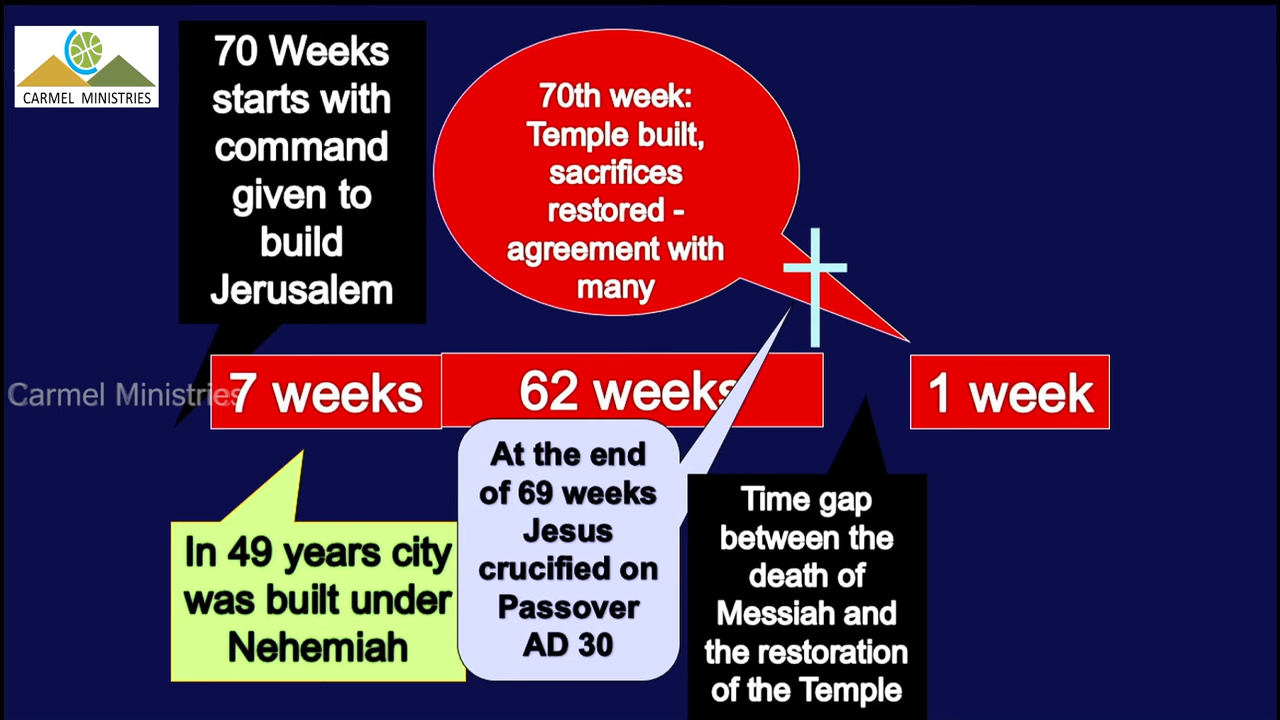 CARMEL MINISTRIES
70 Weeks
starts with
command
given to
build
Jerusalem
70th week:
Temple built,
sacrifices
restored -
agreement with
many
Carmel Ministries
7 weeks
62 weeks
1 week
In 49 years city
was built under
Nehemiah
At the end
of 69 weeks
Jesus
crucified on
Passover
AD 30
Time gap
between the
death of
Messiah and
the restoration
of the Temple